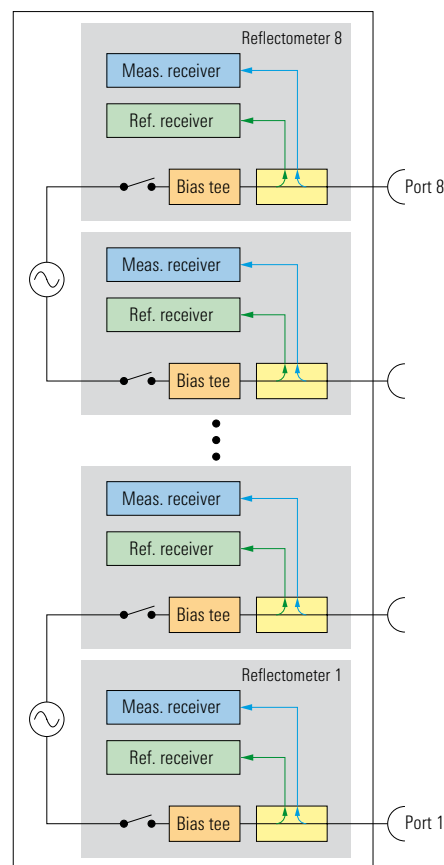 Reflectometer 8
Meas. receiver
Ref. receiver
Bias tee
Port 8
Meas. receiver
Ref. receiver
Bias tee
Meas. receiver
Ref. receiver
Bias tee
Reflectometer 1
Meas. receiver
Ref. receiver
Bias tee
Port 1